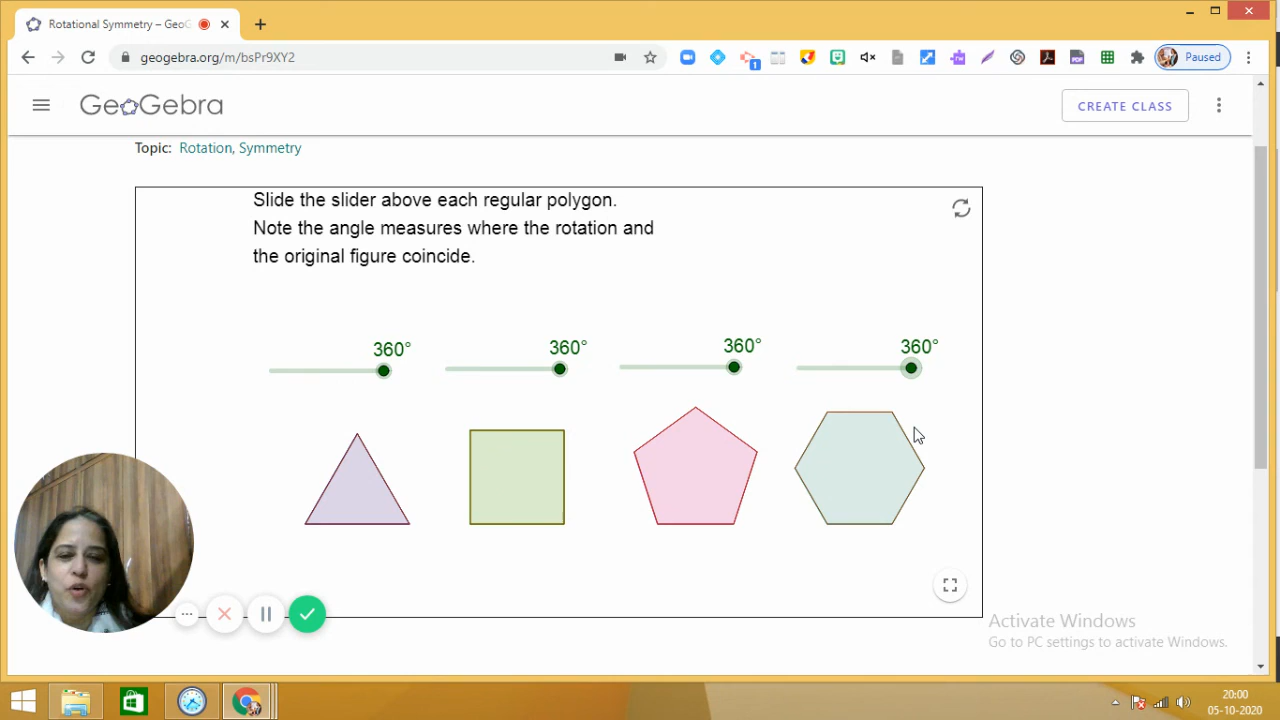 Rotational Symmetry – GeoG
geogebra.org/m/bsPr9XY2
1
Paused
GeoGebra
CREATE CLASS
Topic: Rotation, Symmetry
Slide the slider above each regular polygon.
Note the angle measures where the rotation and
the original figure coincide.
360° 360° 360° 360°
Activate Windows
Go to PC settings to activate Windows.
20:00
05-10-2020